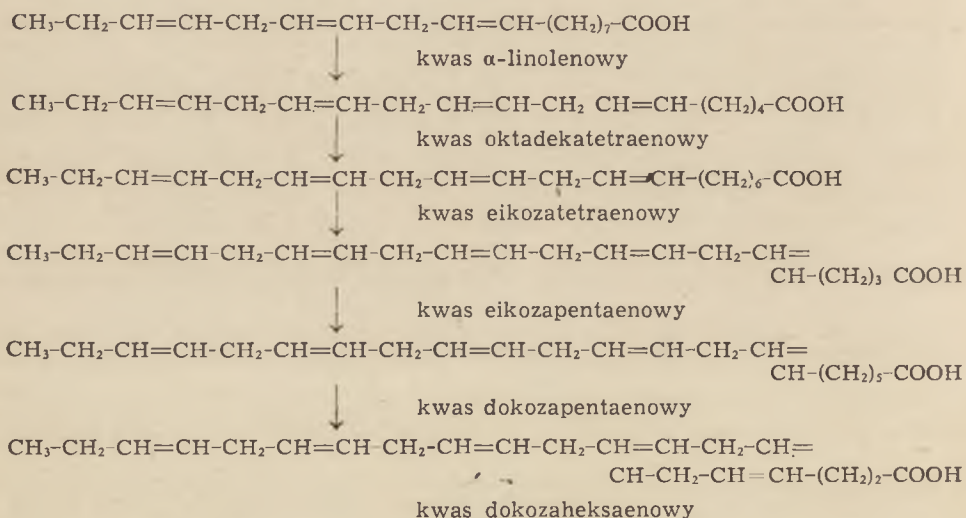 CH₃-CH₂-CH=CH-CH₂-CH=CH-CH₂-CH=CH-(CH₂)₇-COOH
kwas α-linolenowy
CH₃-CH₂-CH=CH-CH₂-CH=CH-CH₂-CH=CH-CH₂ CH=CH-(CH₂)₄-COOH
kwas oktadekatetraenowy
CH₃-CH₂-CH=CH-CH₂-CH=CH-CH₂-CH=CH-CH₂-CH=CH-(CH₂)₆-COOH
kwas eikozatetraenowy
CH₃-CH₂-CH=CH-CH₂-CH=CH-CH₂-CH=CH-CH₂-CH=CH-CH₂-CH=
CH-(CH₂)₃ COOH
kwas eikozapentaenowy
CH₃-CH₂-CH=CH-CH₂-CH=CH-CH₂-CH=CH-CH₂-CH=CH-CH₂-CH=
CH-(CH₂)₅-COOH
kwas dokozapentaenowy
CH₃-CH₂-CH=CH-CH₂-CH=CH-CH₂-CH=CH-CH₂-CH=CH-CH₂-CH=
CH-CH₂-CH=CH-(CH₂)₂-COOH
kwas dokozaheksaenowy